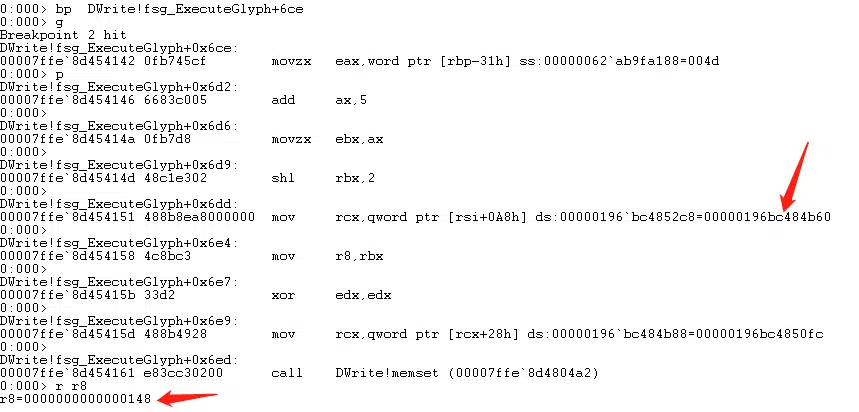 0:000> bp  DWrite!fsg_ExecuteGlyph+6ce
0:000> g
Breakpoint 2 hit
DWrite!fsg_ExecuteGlyph+0x6ce:
00007ffe`8d454142 0fb745cf        movzx   eax,word ptr [rbp-31h] ss:00000062`ab9fa188=004d
0:000> p
DWrite!fsg_ExecuteGlyph+0x6d2:
00007ffe`8d454146 6683c005        add     ax,5
0:000>
DWrite!fsg_ExecuteGlyph+0x6d6:
00007ffe`8d45414a 0fb7d8          movzx   ebx,ax
0:000>
DWrite!fsg_ExecuteGlyph+0x6d9:
00007ffe`8d45414d 48c1e302        shl     rbx,2
0:000>
DWrite!fsg_ExecuteGlyph+0x6dd:
00007ffe`8d454151 488b8ea8000000  mov     rcx,qword ptr [rsi+0A8h] ds:00000196`bc4852c8=00000196bc484b60
0:000>
DWrite!fsg_ExecuteGlyph+0x6e4:
00007ffe`8d454158 4c8bc3          mov     r8,rbx
0:000>
DWrite!fsg_ExecuteGlyph+0x6e7:
00007ffe`8d45415b 33d2            xor     edx,edx
0:000>
DWrite!fsg_ExecuteGlyph+0x6e9:
00007ffe`8d45415d 488b4928        mov     rcx,qword ptr [rcx+28h] ds:00000196`bc484b88=00000196bc4850fc
0:000>
DWrite!fsg_ExecuteGlyph+0x6ed:
00007ffe`8d454161 e83cc30200      call    DWrite!memset (00007ffe`8d4804a2)
0:000> r r8
r8=0000000000000148